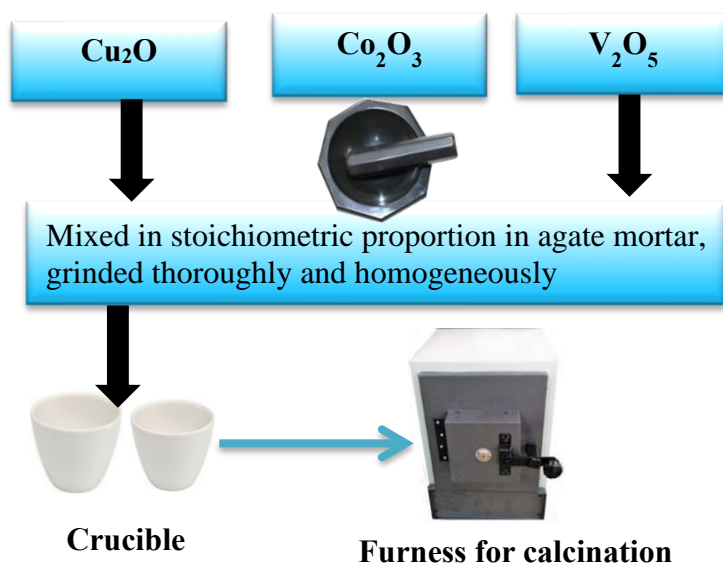 Cu₂O
Co₂O₃
V₂O₅
Mixed in stoichiometric proportion in agate mortar,
grinded thoroughly and homogeneously
Crucible
Furness for calcination